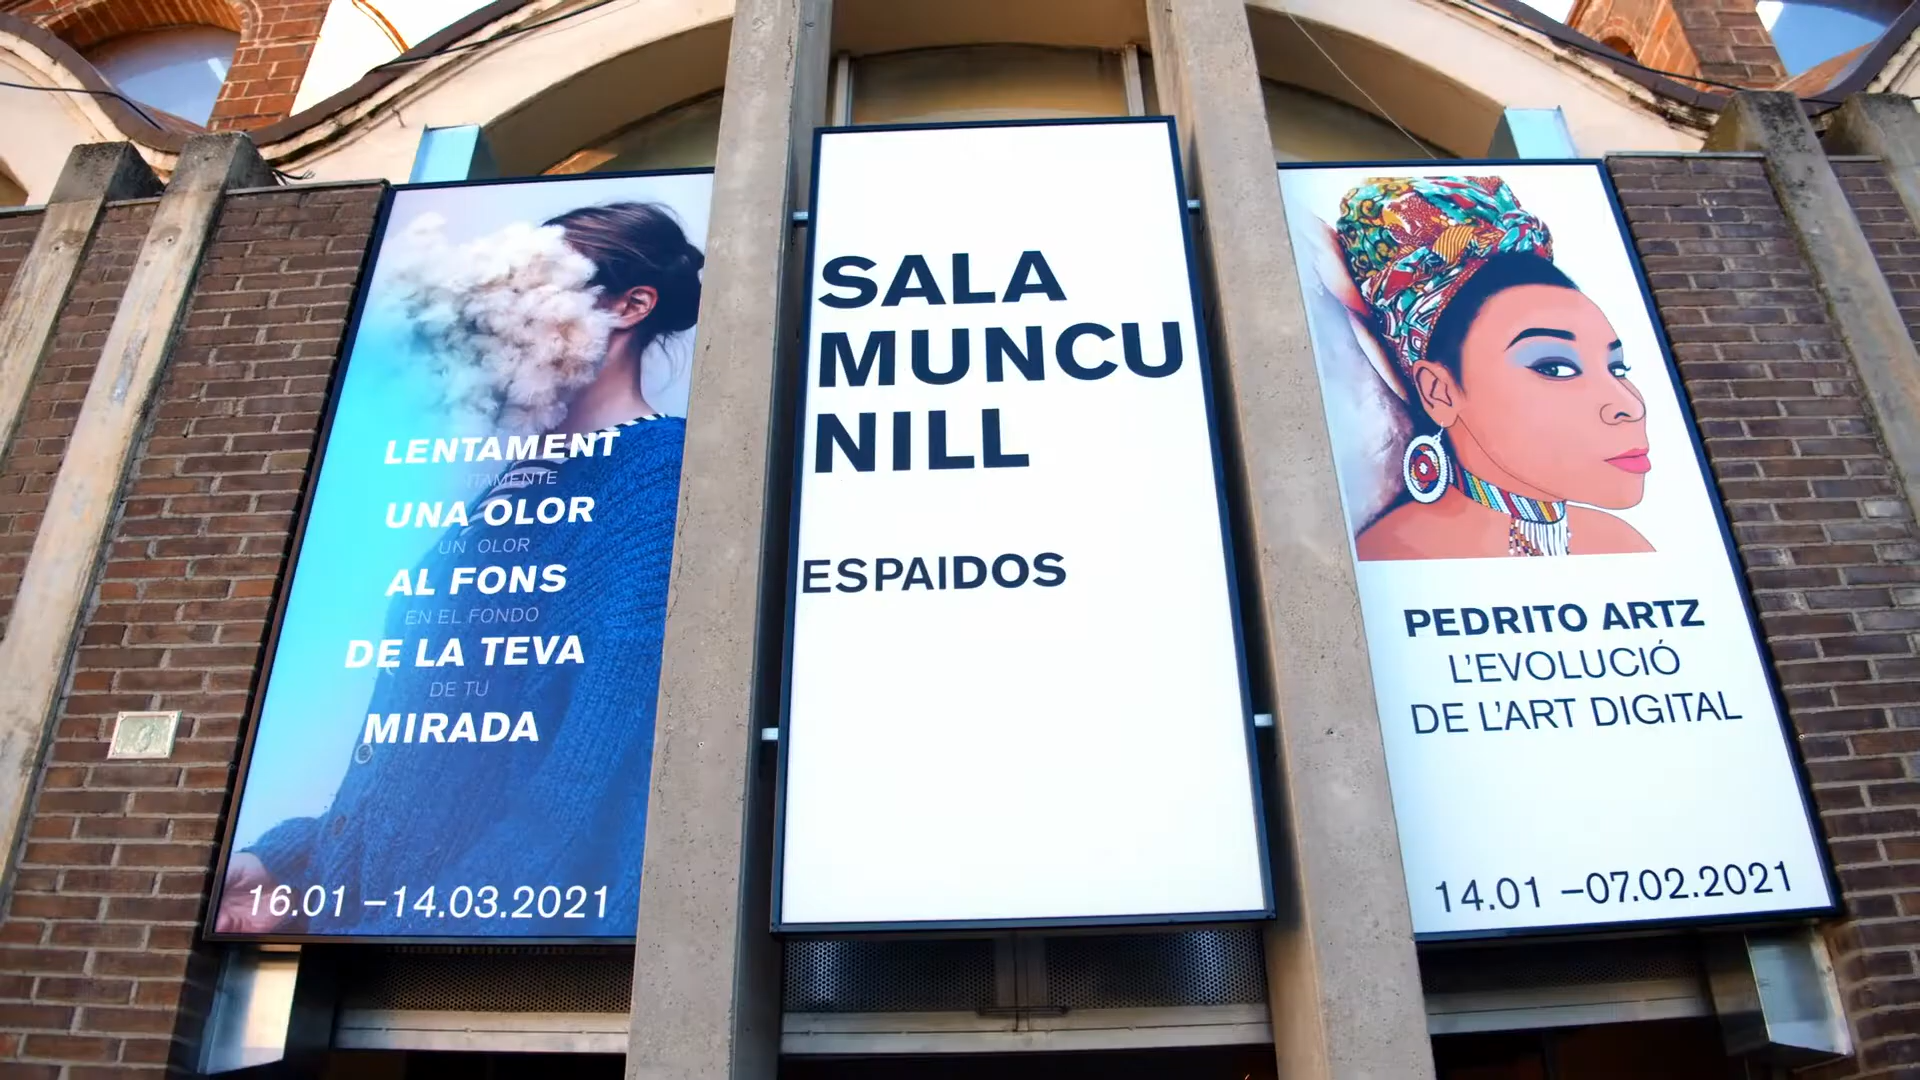 LENTAMENT
UNA OLOR
UN OLOR
AL FONS
EN EL FONDO
DE LA TEVA
DE TU
MIRADA
16.01 –14.03.2021
SALA
MUNCU
NILL
ESPAIDOS
PEDRITO ARTZ
L'EVOLUCIÓ
DE L'ART DIGITAL
14.01 –07.02.2021